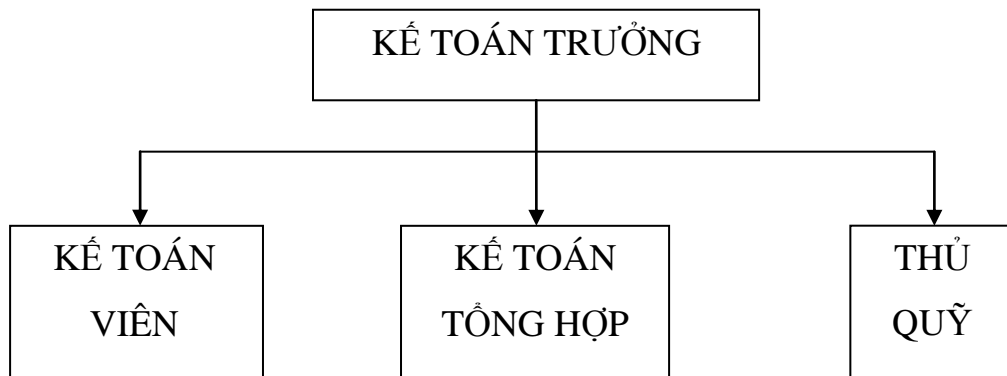 KẾ TOÁN TRƯỞNG
KẾ TOÁN
VIÊN
KẾ TOÁN
TỔNG HỢP
THỦ
QUỸ